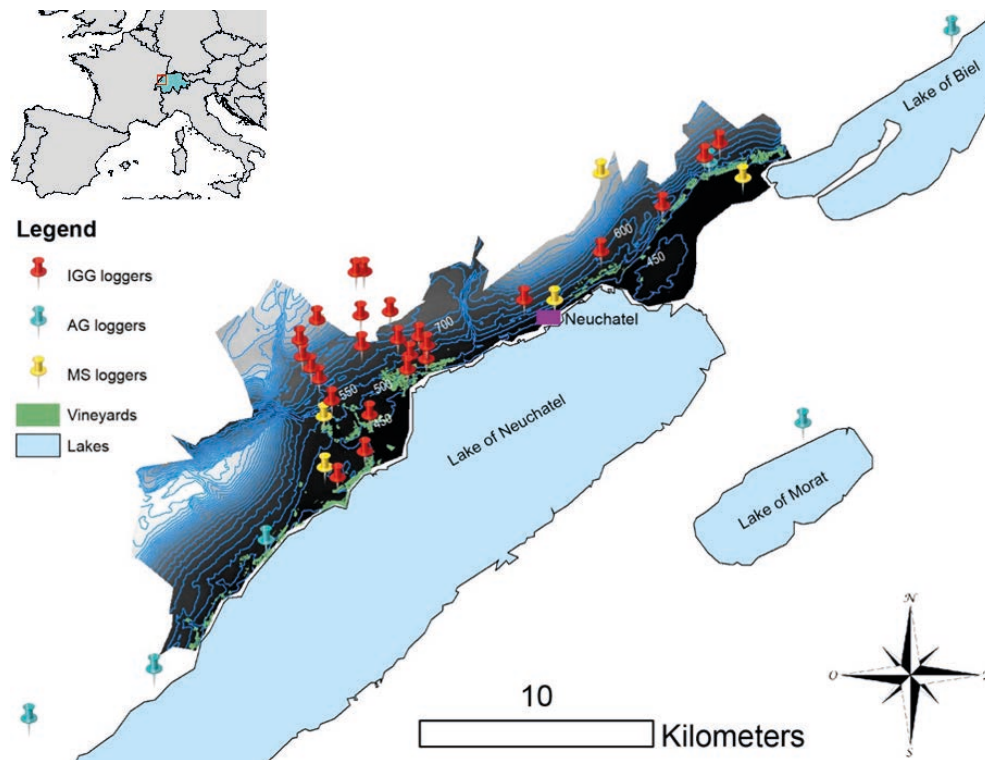 Legend
IGG loggers
AG loggers
MS loggers
Vineyards
Lakes
Lake of Biel
600
450
700
Neuchatel
550
500
450
Lake of Neuchatel
Lake of Morat
N
O
S
10
Kilometers